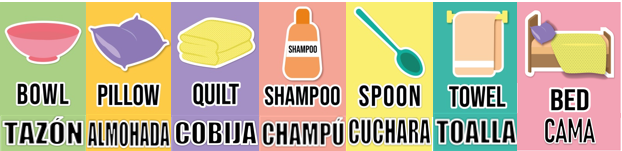 BOWL
TAZÓN
PILLOW
ALMOHADA
QUILT
COBIJA
SHAMPOO
SHAMPOO
CHAMPÚ
SPOON
CUCHARA
TOWEL
TOALLA
BED
CAMA